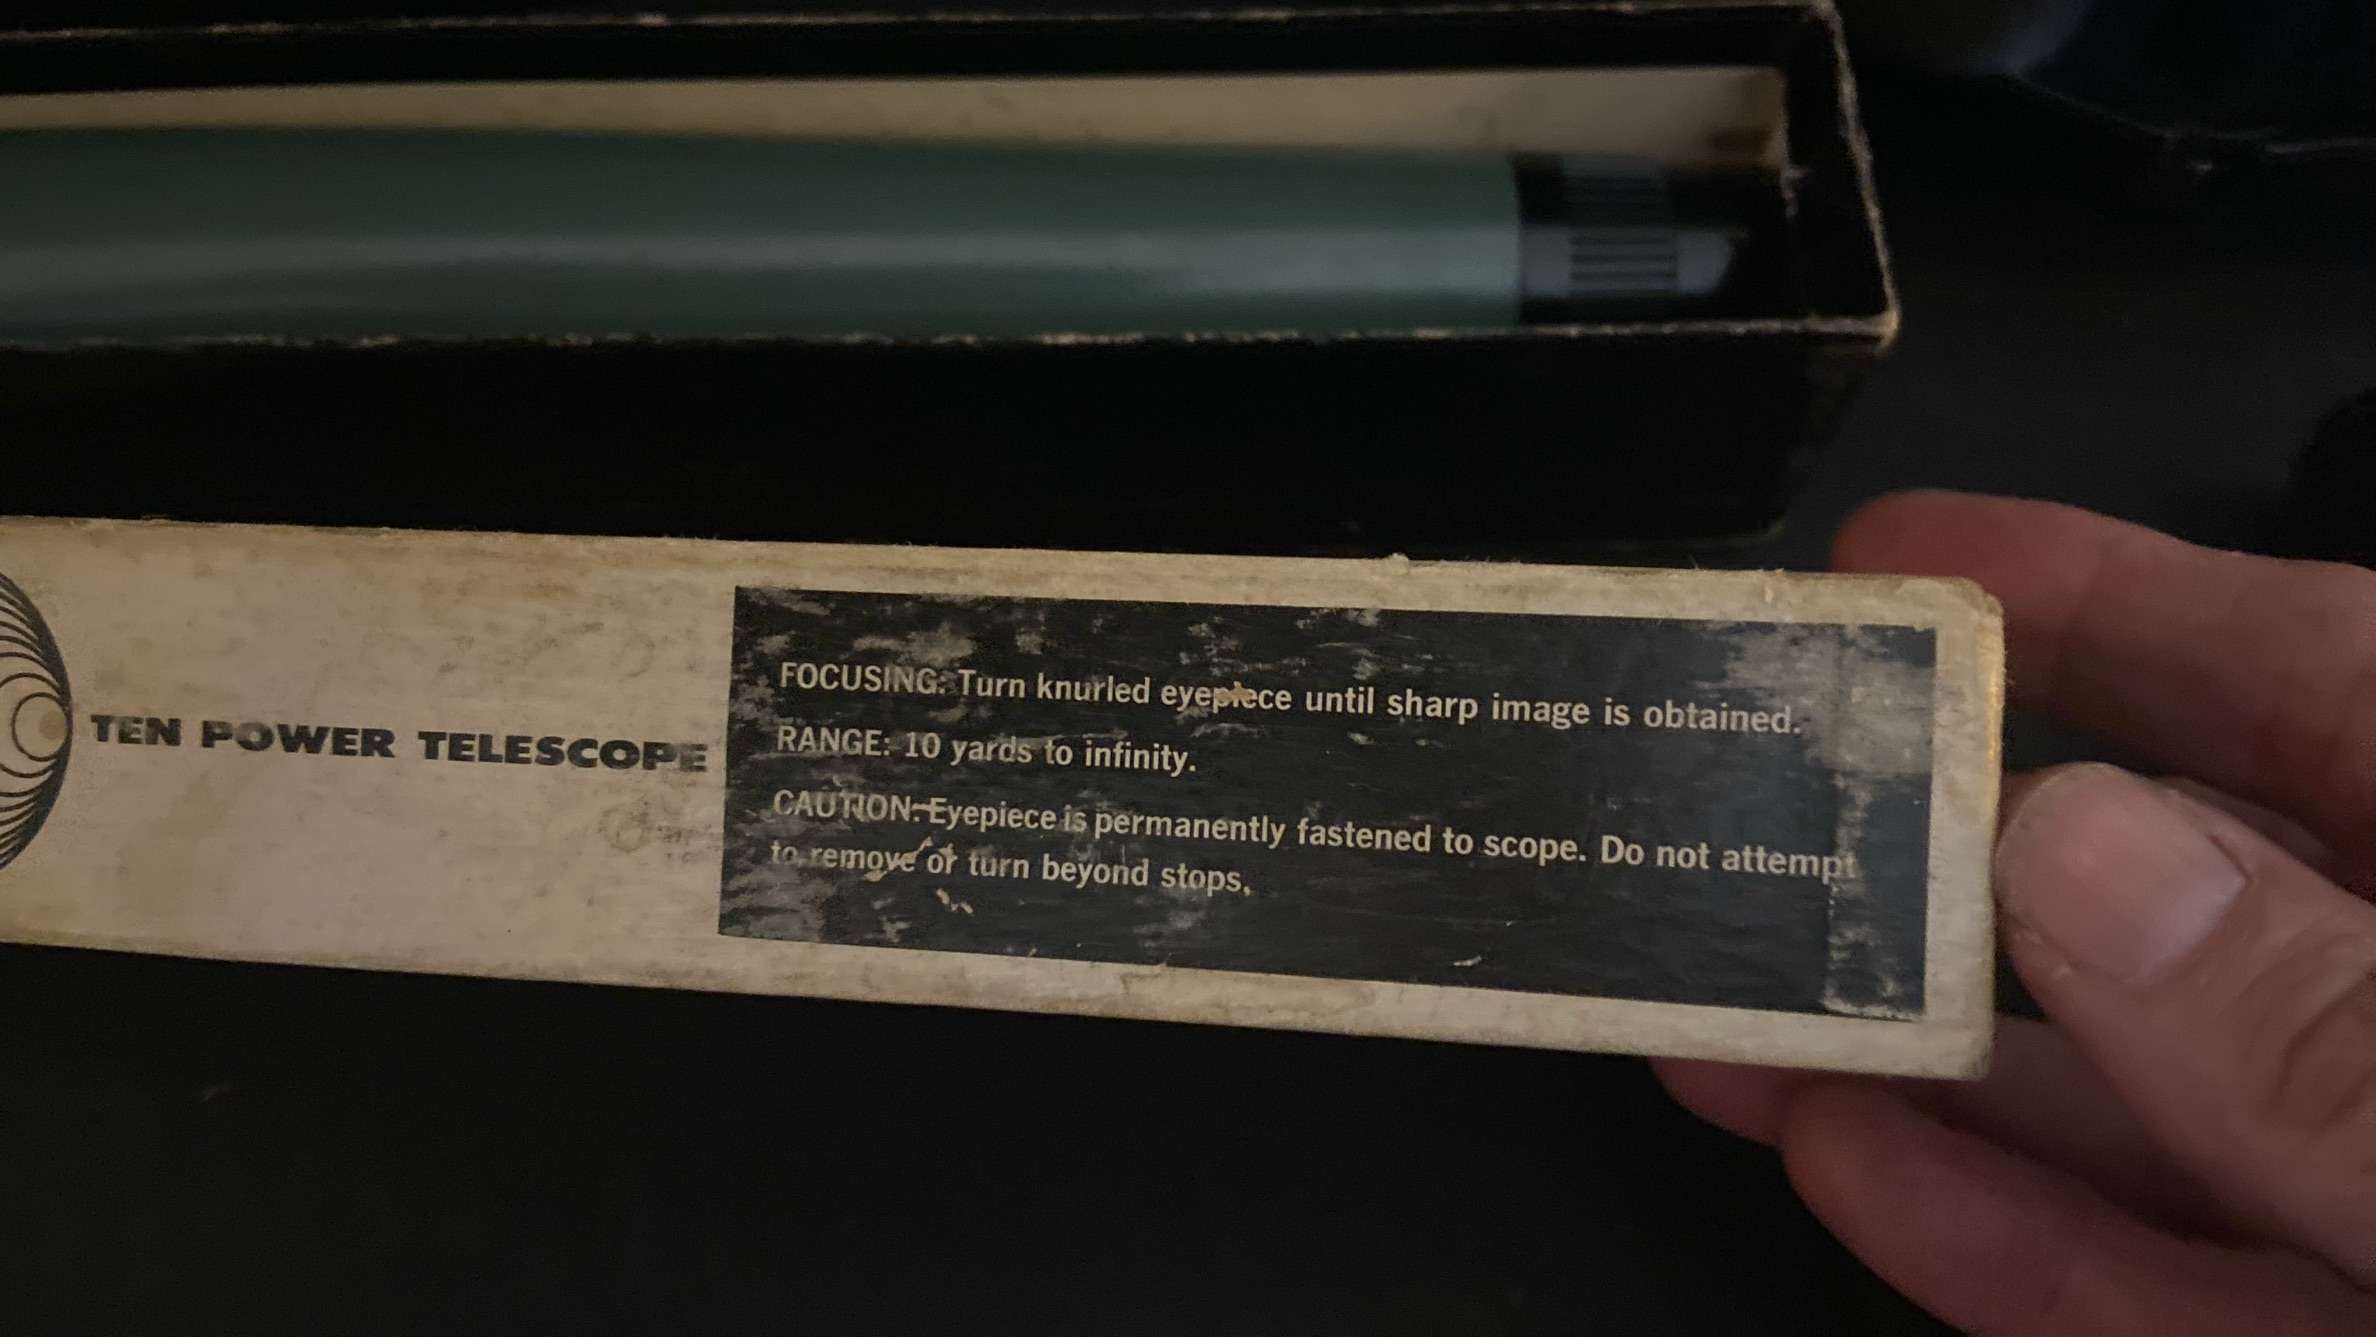 TEN POWER TELESCOPE
FOCUSING: Turn knurled eyepiece until sharp image is obtained.
RANGE: 10 yards to infinity.
CAUTION: Eyepiece is permanently fastened to scope. Do not attempt
to remove or turn beyond stops.